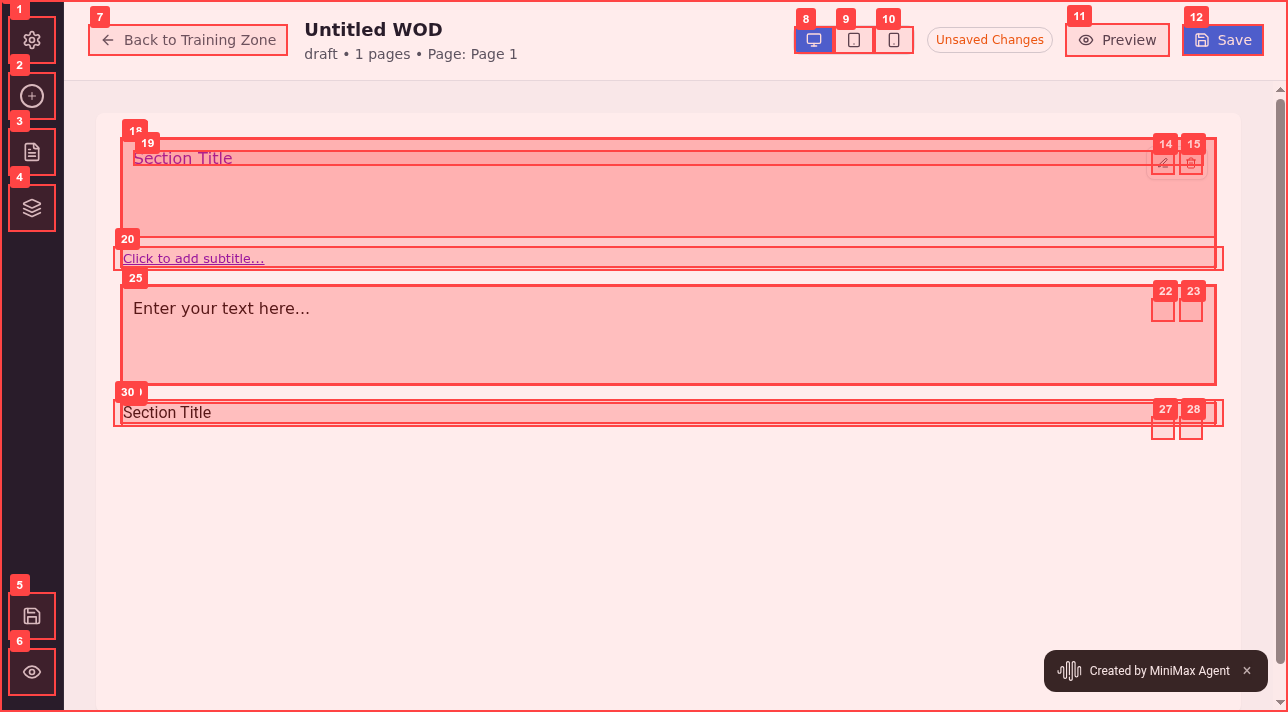 1
2
3
4
5
6
7
Back to Training Zone
Untitled WOD
draft • 1 pages • Page: Page 1
8
9
10
Unsaved Changes
11
Preview
12
Save
18
19
Section Title
14
15
20
Click to add subtitle...
25
Enter your text here...
22
23
30
Section Title
27
28
Created by MiniMax Agent ×